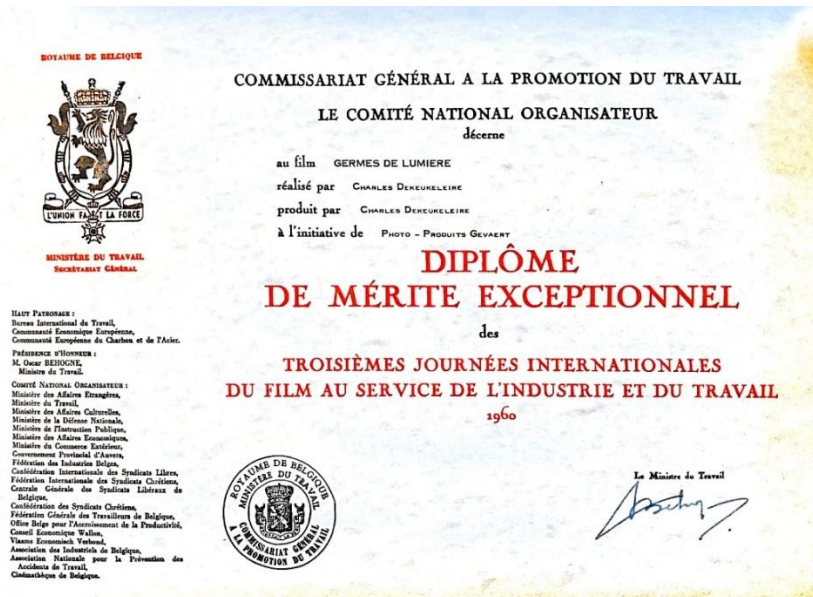 ROYAUME DE BELGIQUE
L'UNION FAIT LA FORCE
MINISTÈRE DU TRAVAIL
SECRÉTARIAT GÉNÉRAL
COMMISSARIAT GÉNÉRAL A LA PROMOTION DU TRAVAIL
LE COMITÉ NATIONAL ORGANISATEUR
décerne
au film GERMES DE LUMIERE
réalisé par CHARLES DEKEUKELEIRE
produit par CHARLES DEKEUKELEIRE
à l'initiative de PHOTO - PRODUITS GEVAERT
DIPLÔME
DE MÉRITE EXCEPTIONNEL
des
TROISIÈMES JOURNÉES INTERNATIONALES
DU FILM AU SERVICE DE L'INDUSTRIE ET DU TRAVAIL
1960
HAUT PATRONAGE :
Bureau International du Travail,
Communauté Economique Européenne,
Communauté Européenne du Charbon et de l'Acier.
PRÉSIDENCE D'HONNEUR :
M. Oscar BEHOGNE,
Ministre du Travail.
COMITÉ NATIONAL ORGANISATEUR :
Ministère des Affaires Etrangères,
Ministère du Travail,
Ministère des Affaires Culturelles,
Ministère de la Défense Nationale,
Ministère de l'Instruction Publique,
Ministère des Affaires Economiques,
Ministère du Commerce Extérieur,
Gouvernement Provincial d'Anvers,
Fédération des Industries Belges,
Confédération Internationale des Syndicats Libres,
Fédération Internationale des Syndicats Chrétiens,
Centrale Générale des Syndicats Libéraux de
Belgique,
Confédération des Syndicats Chrétiens,
Fédération Générale des Travailleurs de Belgique,
Office Belge pour l'Accroissement de la Productivité,
Conseil Economique Wallon,
Vlaams Economisch Verbond,
Association des Industriels de Belgique,
Association Nationale pour la Prévention des
Accidents de Travail,
Cinémathèque de Belgique.
ROYAUME DE BELGIQUE
MINISTÈRE DU TRAVAIL
COMMISSARIAT GÉNÉRAL
A LA PROMOTION DU TRAVAIL
Le Ministre du Travail